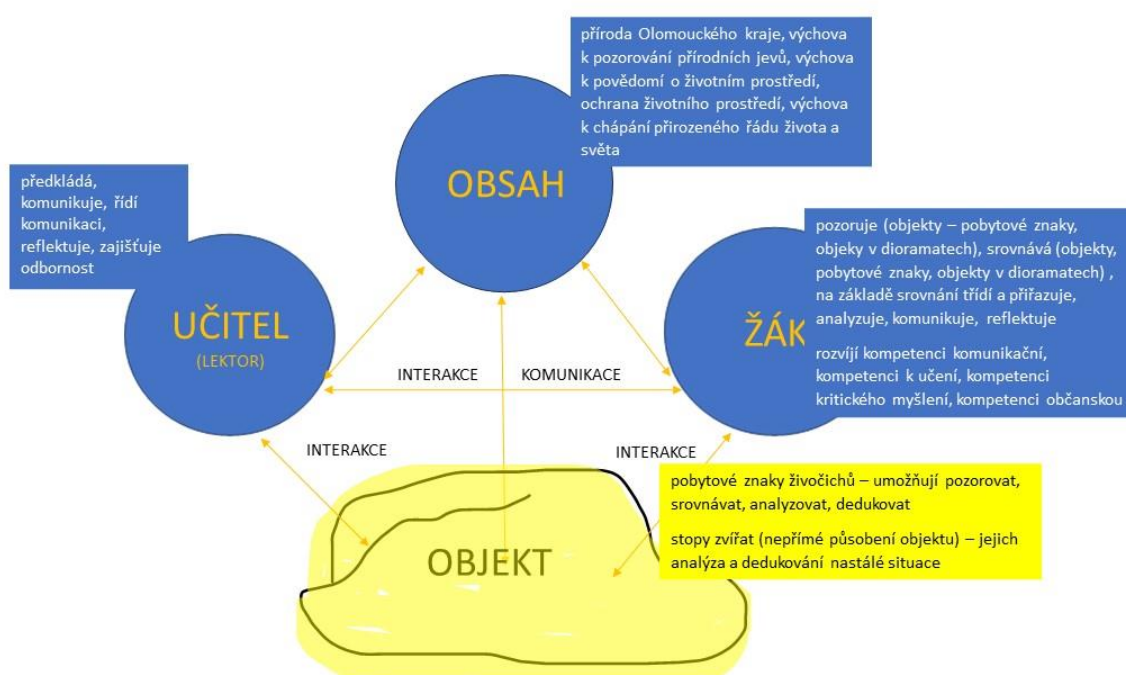 příroda Olomouckého kraje, výchova
k pozorování přírodních jevů, výchova
k povědomí o životním prostředí,
ochrana životního prostředí, výchova
k chápání přirozeného řádu života a
světa
OBSAH
předkládá,
komunikuje, řídí
komunikaci,
reflektuje, zajišťuje
odbornost
UČITEL
(LEKTOR)
pozoruje (objekty – pobytové znaky,
objeky v dioramatech), srovnává (objekty,
pobytové znaky, objekty v dioramatech) ,
na základě srovnání třídí a přiřazuje,
analyzuje, komunikuje, reflektuje
rozvíjí kompetenci komunikační,
kompetenci k učení, kompetenci
kritického myšlení, kompetenci občanskou
ŽÁK
INTERAKCE KOMUNIKACE
INTERAKCE
INTERAKCE
pobytové znaky živočichů – umožňují pozorovat,
srovnávat, analyzovat, dedukovat
stopy zvířat (nepřímé působení objektu) – jejich
analýza a dedukování nastálé situace
OBJEKT